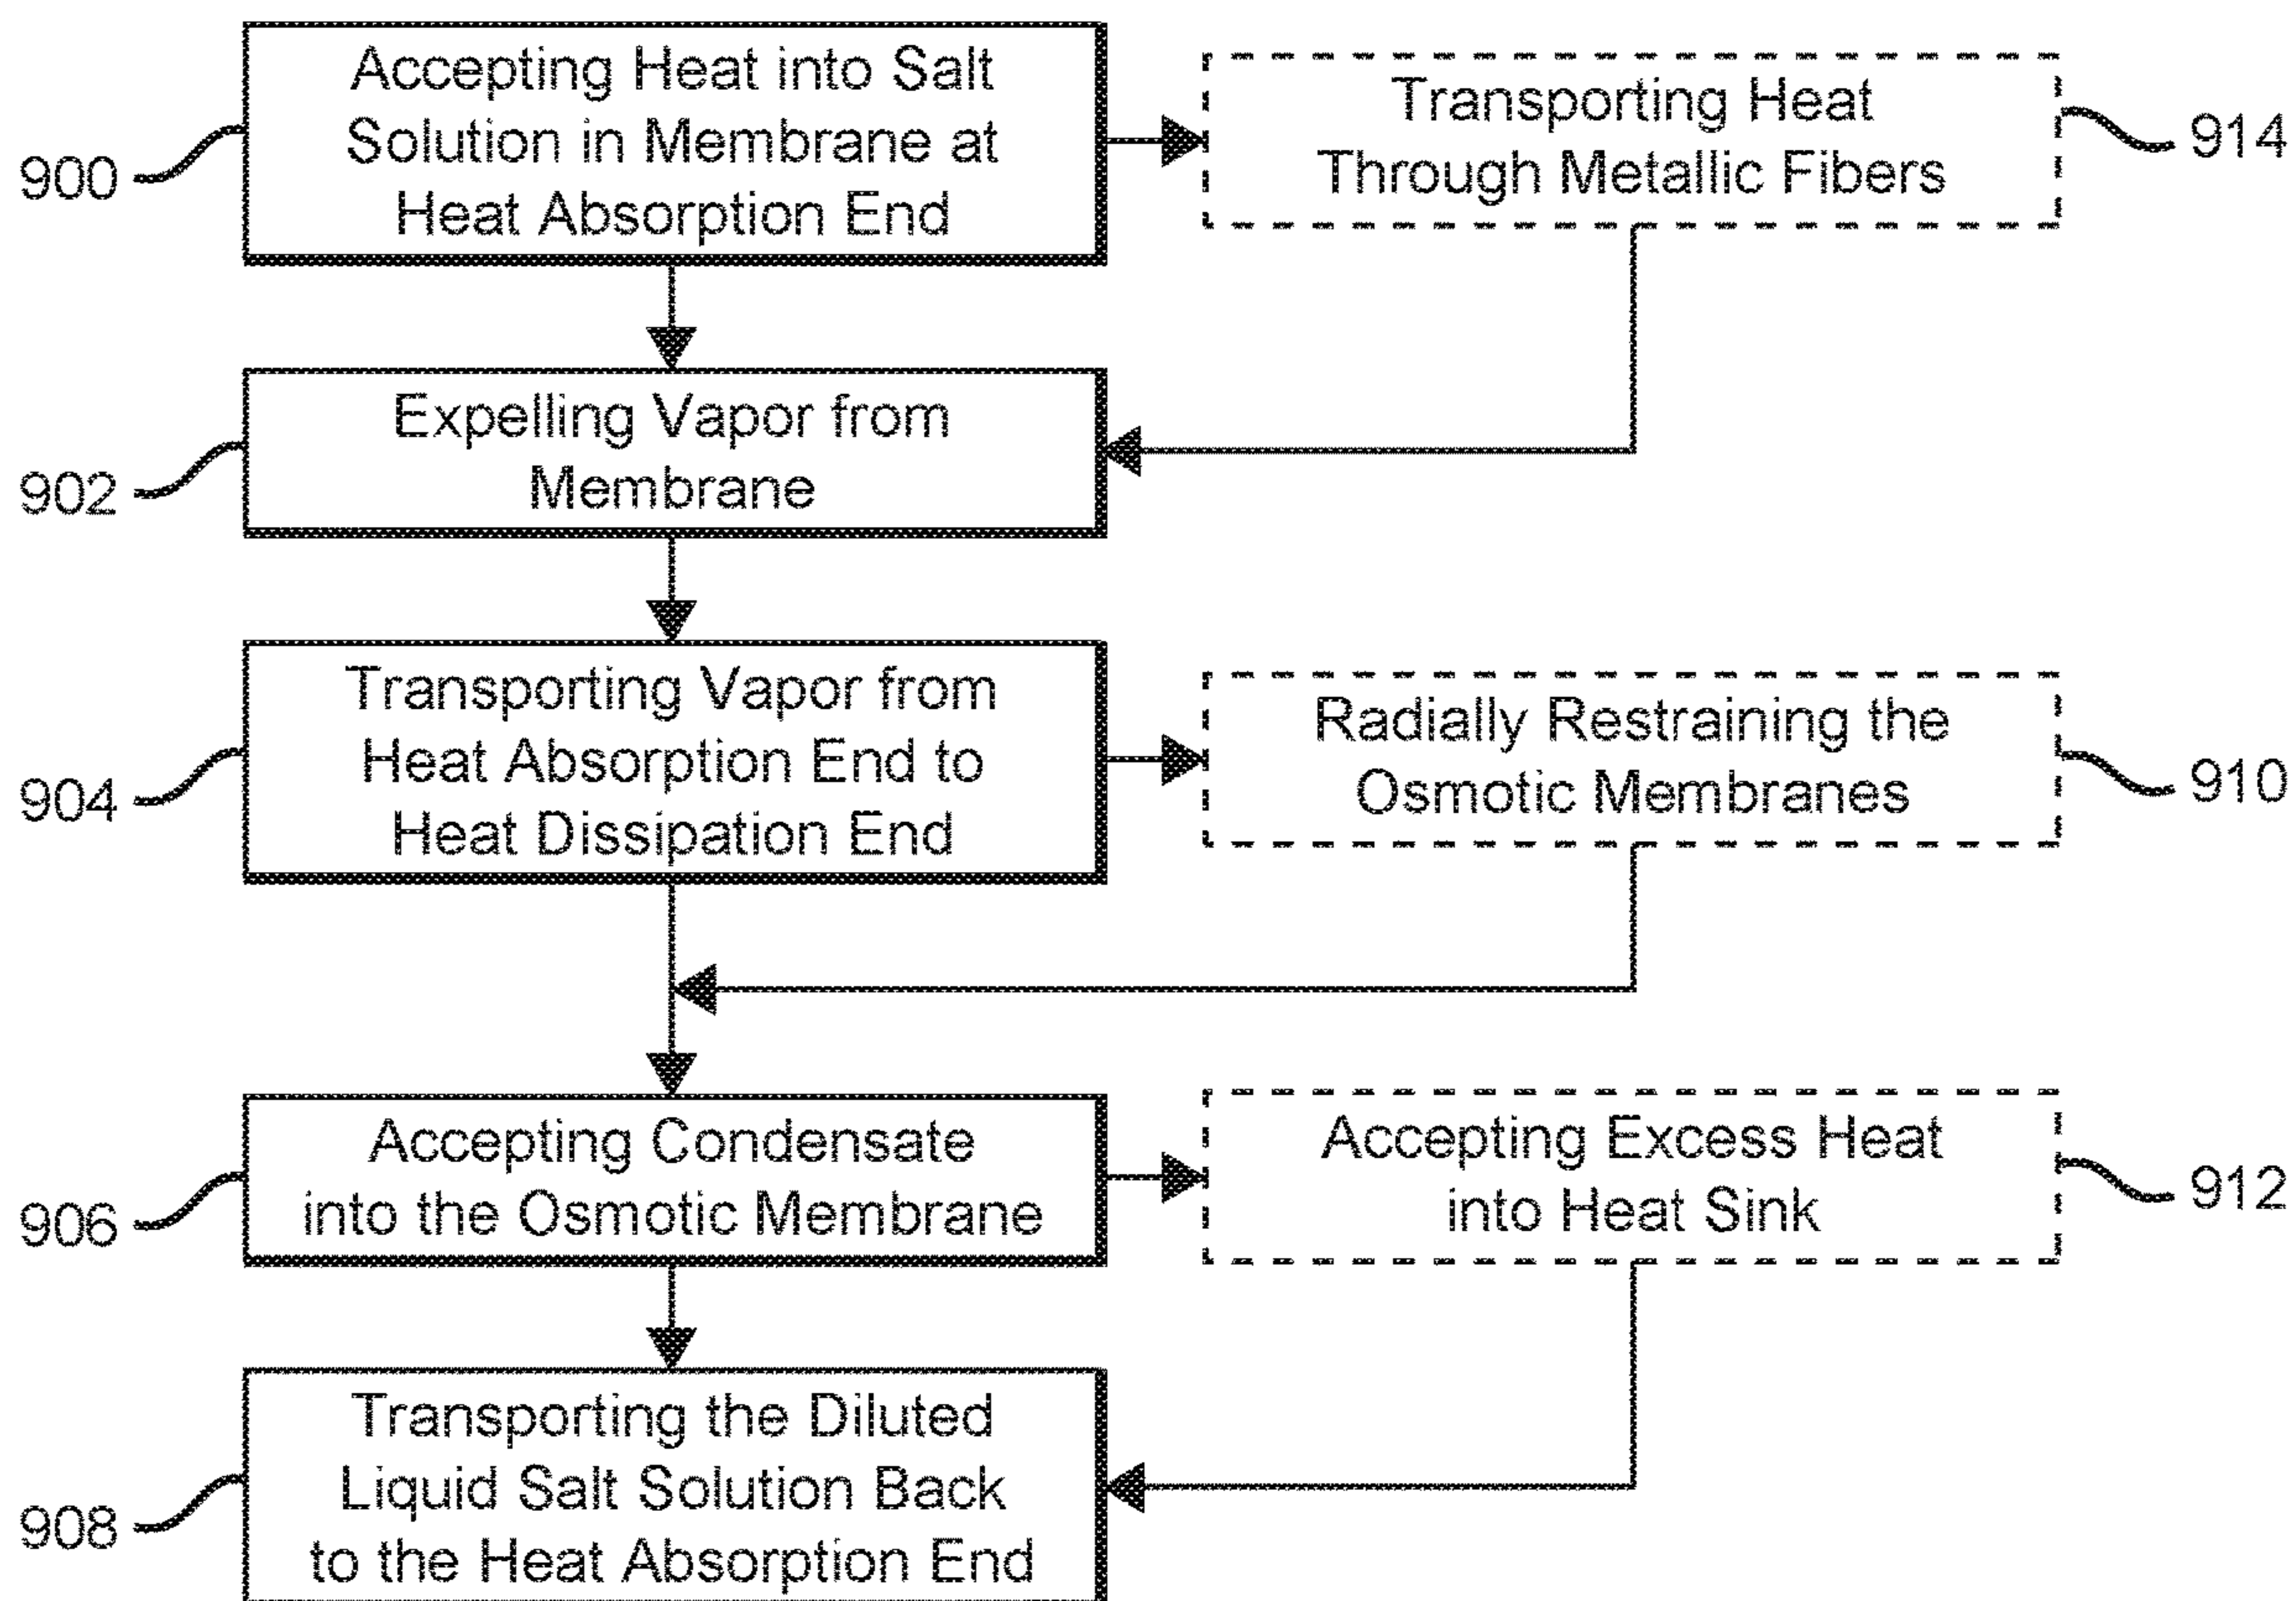 Accepting Heat into Salt
Solution in Membrane at
Heat Absorption End
900
Transporting Heat
Through Metallic Fibers
914
Expelling Vapor from
Membrane
902
Transporting Vapor from
Heat Absorption End to
Heat Dissipation End
904
Radially Restraining the
Osmotic Membranes
910
Accepting Condensate
into the Osmotic Membrane
906
Accepting Excess Heat
into Heat Sink
912
Transporting the Diluted
Liquid Salt Solution Back
to the Heat Absorption End
908